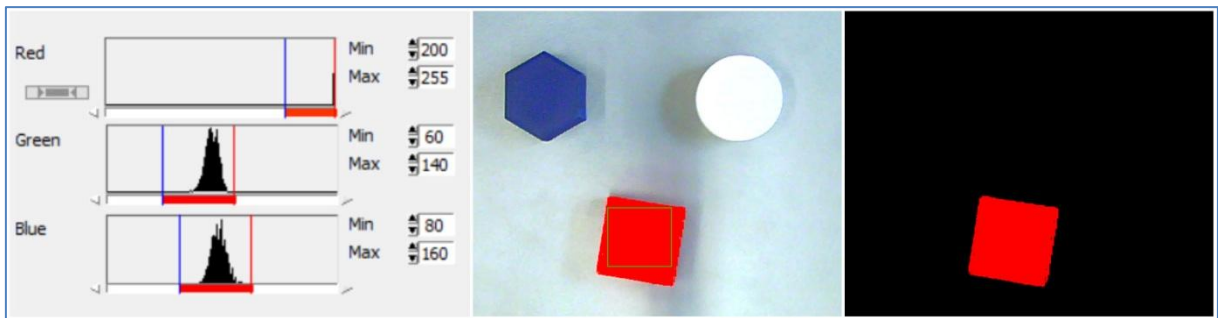 Red
Min 200
Max 255
Green
Min 60
Max 140
Blue
Min 80
Max 160